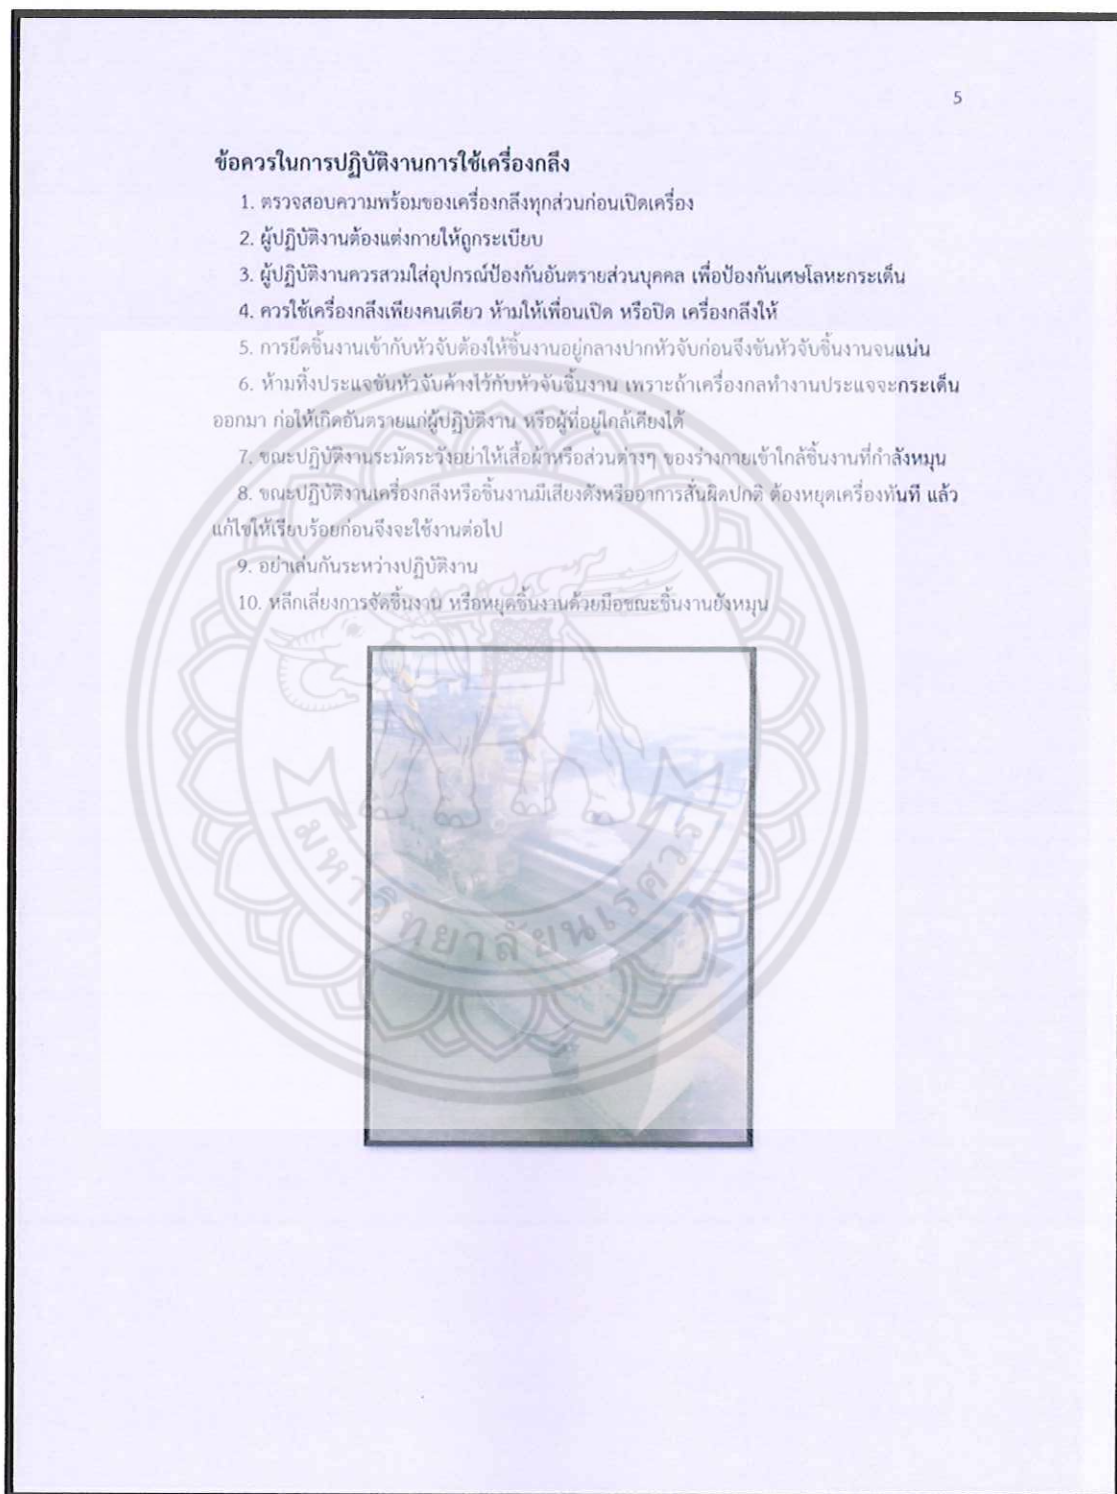 5
ข้อควรในการปฏิบัติงานการใช้เครื่องกลึง
1. ตรวจสอบความพร้อมของเครื่องกลึงทุกส่วนก่อนเปิดเครื่อง
2. ผู้ปฏิบัติงานต้องแต่งกายให้ถูกระเบียบ
3. ผู้ปฏิบัติงานควรสวมใส่อุปกรณ์ป้องกันอันตรายส่วนบุคคล เพื่อป้องกันเศษโลหะกระเด็น
4. ควรใช้เครื่องกลึงเพียงคนเดียว ห้ามให้เพื่อนเปิด หรือปิด เครื่องกลึงให้
5. การยึดชิ้นงานเข้ากับหัวจับต้องให้ชิ้นงานอยู่กลางปากหัวจับก่อนจึงขันหัวจับชิ้นงานจนแน่น
6. ห้ามทิ้งประแจขันหัวจับค้างไว้กับหัวจับชิ้นงาน เพราะถ้าเครื่องกลทำงานประแจจะกระเด็น
ออกมา ก่อให้เกิดอันตรายแก่ผู้ปฏิบัติงาน หรือผู้ที่อยู่ใกล้เคียงได้
7. ขณะปฏิบัติงานระมัดระวังอย่าให้เสื้อผ้าหรือส่วนต่างๆ ของร่างกายเข้าใกล้ชิ้นงานที่กำลังหมุน
8. ขณะปฏิบัติงานเครื่องกลึงหรือชิ้นงานมีเสียงดังหรืออาการสั่นผิดปกติ ต้องหยุดเครื่องทันที แล้ว
แก้ไขให้เรียบร้อยก่อนจึงจะใช้งานต่อไป
9. อย่าเล่นกันระหว่างปฏิบัติงาน
10. หลีกเลี่ยงการจัดชิ้นงาน หรือหยุดชิ้นงานด้วยมือขณะชิ้นงานยังหมุน
มหาวิทยาลัยนเรศวร